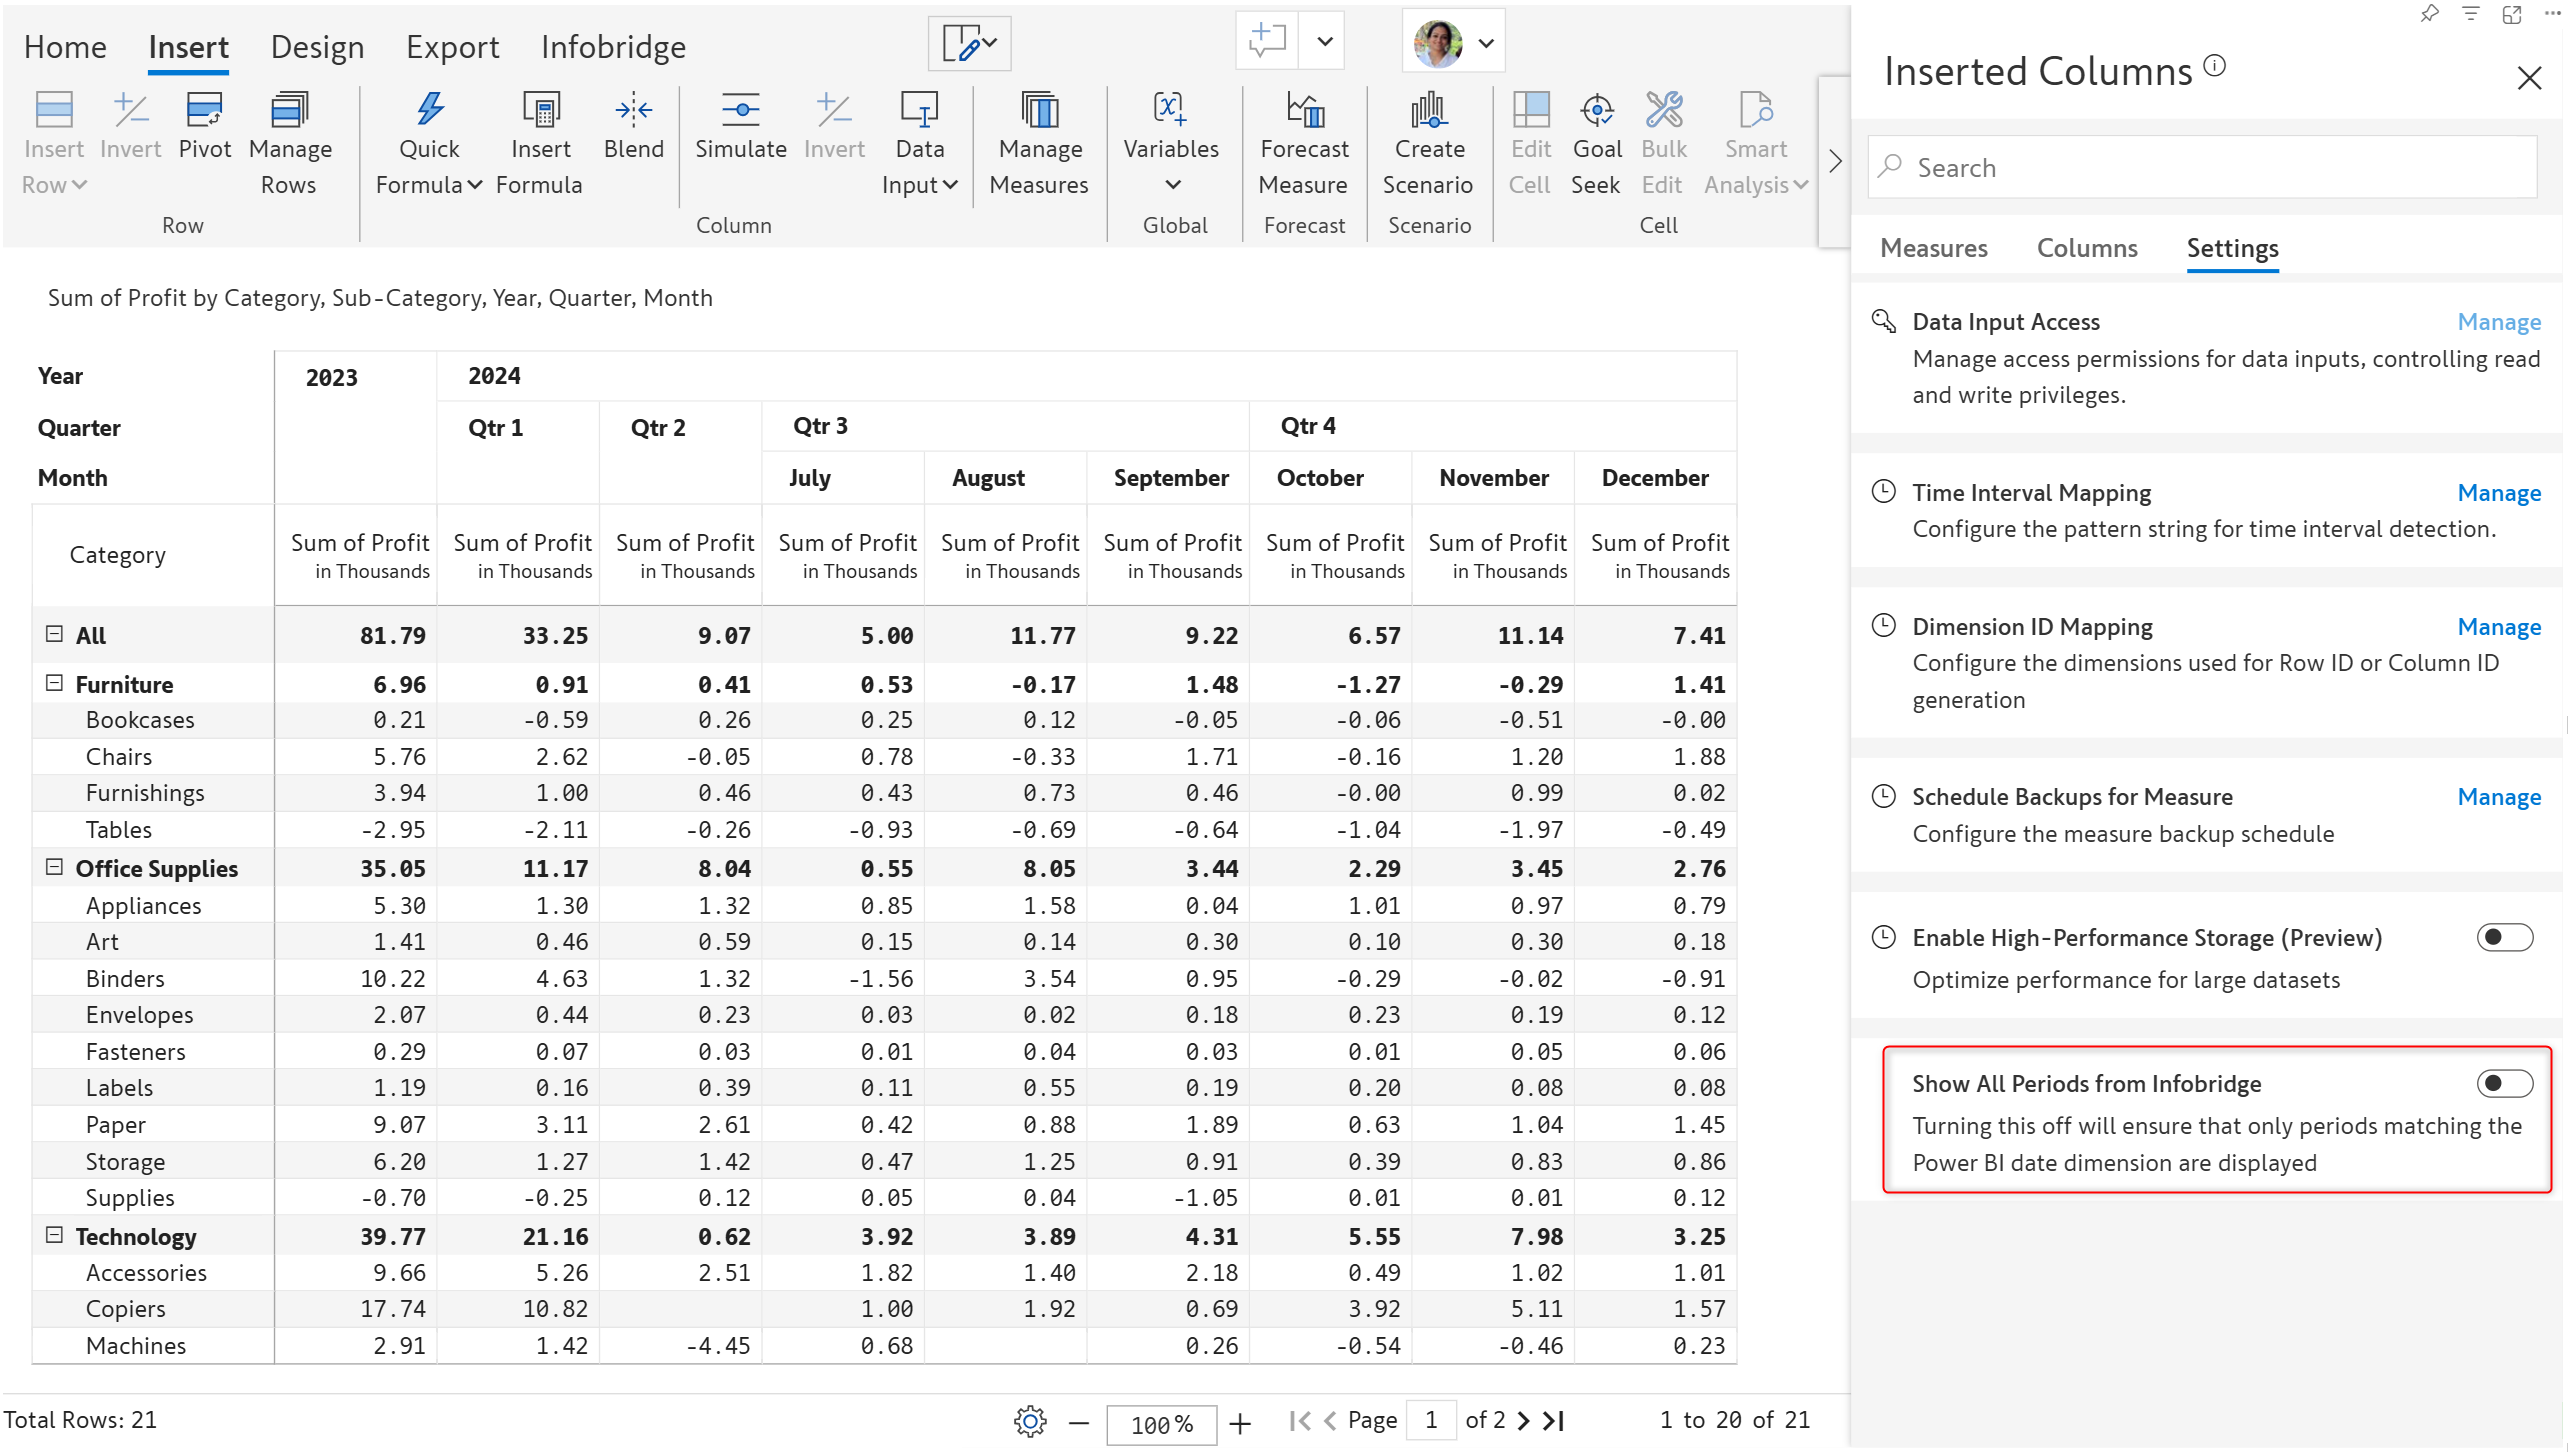 Home Insert Design Export Infobridge
Insert Row Invert Pivot Manage Rows Quick Formula Insert Formula Blend Simulate Invert Data Input Manage Measures Variables Forecast Measure Create Scenario Edit Cell Goal Seek Bulk Edit Smart Analysis
Row Column Global Forecast Scenario Cell
Sum of Profit by Category, Sub-Category, Year, Quarter, Month
Year 2023 2024
Quarter Qtr 1 Qtr 2 Qtr 3 Qtr 4
Month July August September October November December
Category Sum of Profit Sum of Profit Sum of Profit Sum of Profit Sum of Profit Sum of Profit Sum of Profit Sum of Profit Sum of Profit
in Thousands in Thousands in Thousands in Thousands in Thousands in Thousands in Thousands in Thousands in Thousands
All 81.79 33.25 9.07 5.00 11.77 9.22 6.57 11.14 7.41
Furniture 6.96 0.91 0.41 0.53 -0.17 1.48 -1.27 -0.29 1.41
Bookcases 0.21 -0.59 0.26 0.25 0.12 -0.05 -0.06 -0.51 -0.00
Chairs 5.76 2.62 -0.05 0.78 -0.33 1.71 -0.16 1.20 1.88
Furnishings 3.94 1.00 0.46 0.43 0.73 0.46 -0.00 0.99 0.02
Tables -2.95 -2.11 -0.26 -0.93 -0.69 -0.64 -1.04 -1.97 -0.49
Office Supplies 35.05 11.17 8.04 0.55 8.05 3.44 2.29 3.45 2.76
Appliances 5.30 1.30 1.32 0.85 1.58 0.04 1.01 0.97 0.79
Art 1.41 0.46 0.59 0.15 0.14 0.30 0.10 0.30 0.18
Binders 10.22 4.63 1.32 -1.56 3.54 0.95 -0.29 -0.02 -0.91
Envelopes 2.07 0.44 0.23 0.03 0.02 0.18 0.23 0.19 0.12
Fasteners 0.29 0.07 0.03 0.01 0.04 0.03 0.01 0.05 0.06
Labels 1.19 0.16 0.39 0.11 0.55 0.19 0.20 0.08 0.08
Paper 9.07 3.11 2.61 0.42 0.88 1.89 0.63 1.04 1.45
Storage 6.20 1.27 1.42 0.47 1.25 0.91 0.39 0.83 0.86
Supplies -0.70 -0.25 0.12 0.05 0.04 -1.05 0.01 0.01 0.12
Technology 39.77 21.16 0.62 3.92 3.89 4.31 5.55 7.98 3.25
Accessories 9.66 5.26 2.51 1.82 1.40 2.18 0.49 1.02 1.01
Copiers 17.74 10.82 1.00 1.92 0.69 3.92 5.11 1.57
Machines 2.91 1.42 -4.45 0.68 0.26 -0.54 -0.46 0.23
Total Rows: 21 100% Page 1 of 2 1 to 20 of 21
Inserted Columns
Search
Measures Columns Settings
Data Input Access Manage
Manage access permissions for data inputs, controlling read
and write privileges.
Time Interval Mapping Manage
Configure the pattern string for time interval detection.
Dimension ID Mapping Manage
Configure the dimensions used for Row ID or Column ID
generation
Schedule Backups for Measure Manage
Configure the measure backup schedule
Enable High-Performance Storage (Preview)
Optimize performance for large datasets
Show All Periods from Infobridge
Turning this off will ensure that only periods matching the
Power BI date dimension are displayed